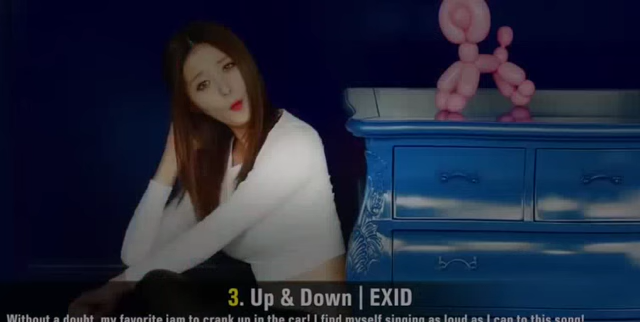 3. Up & Down | EXID
Without a doubt, my favorite jam to crank up in the car! I find myself singing as loud as I can to this song!